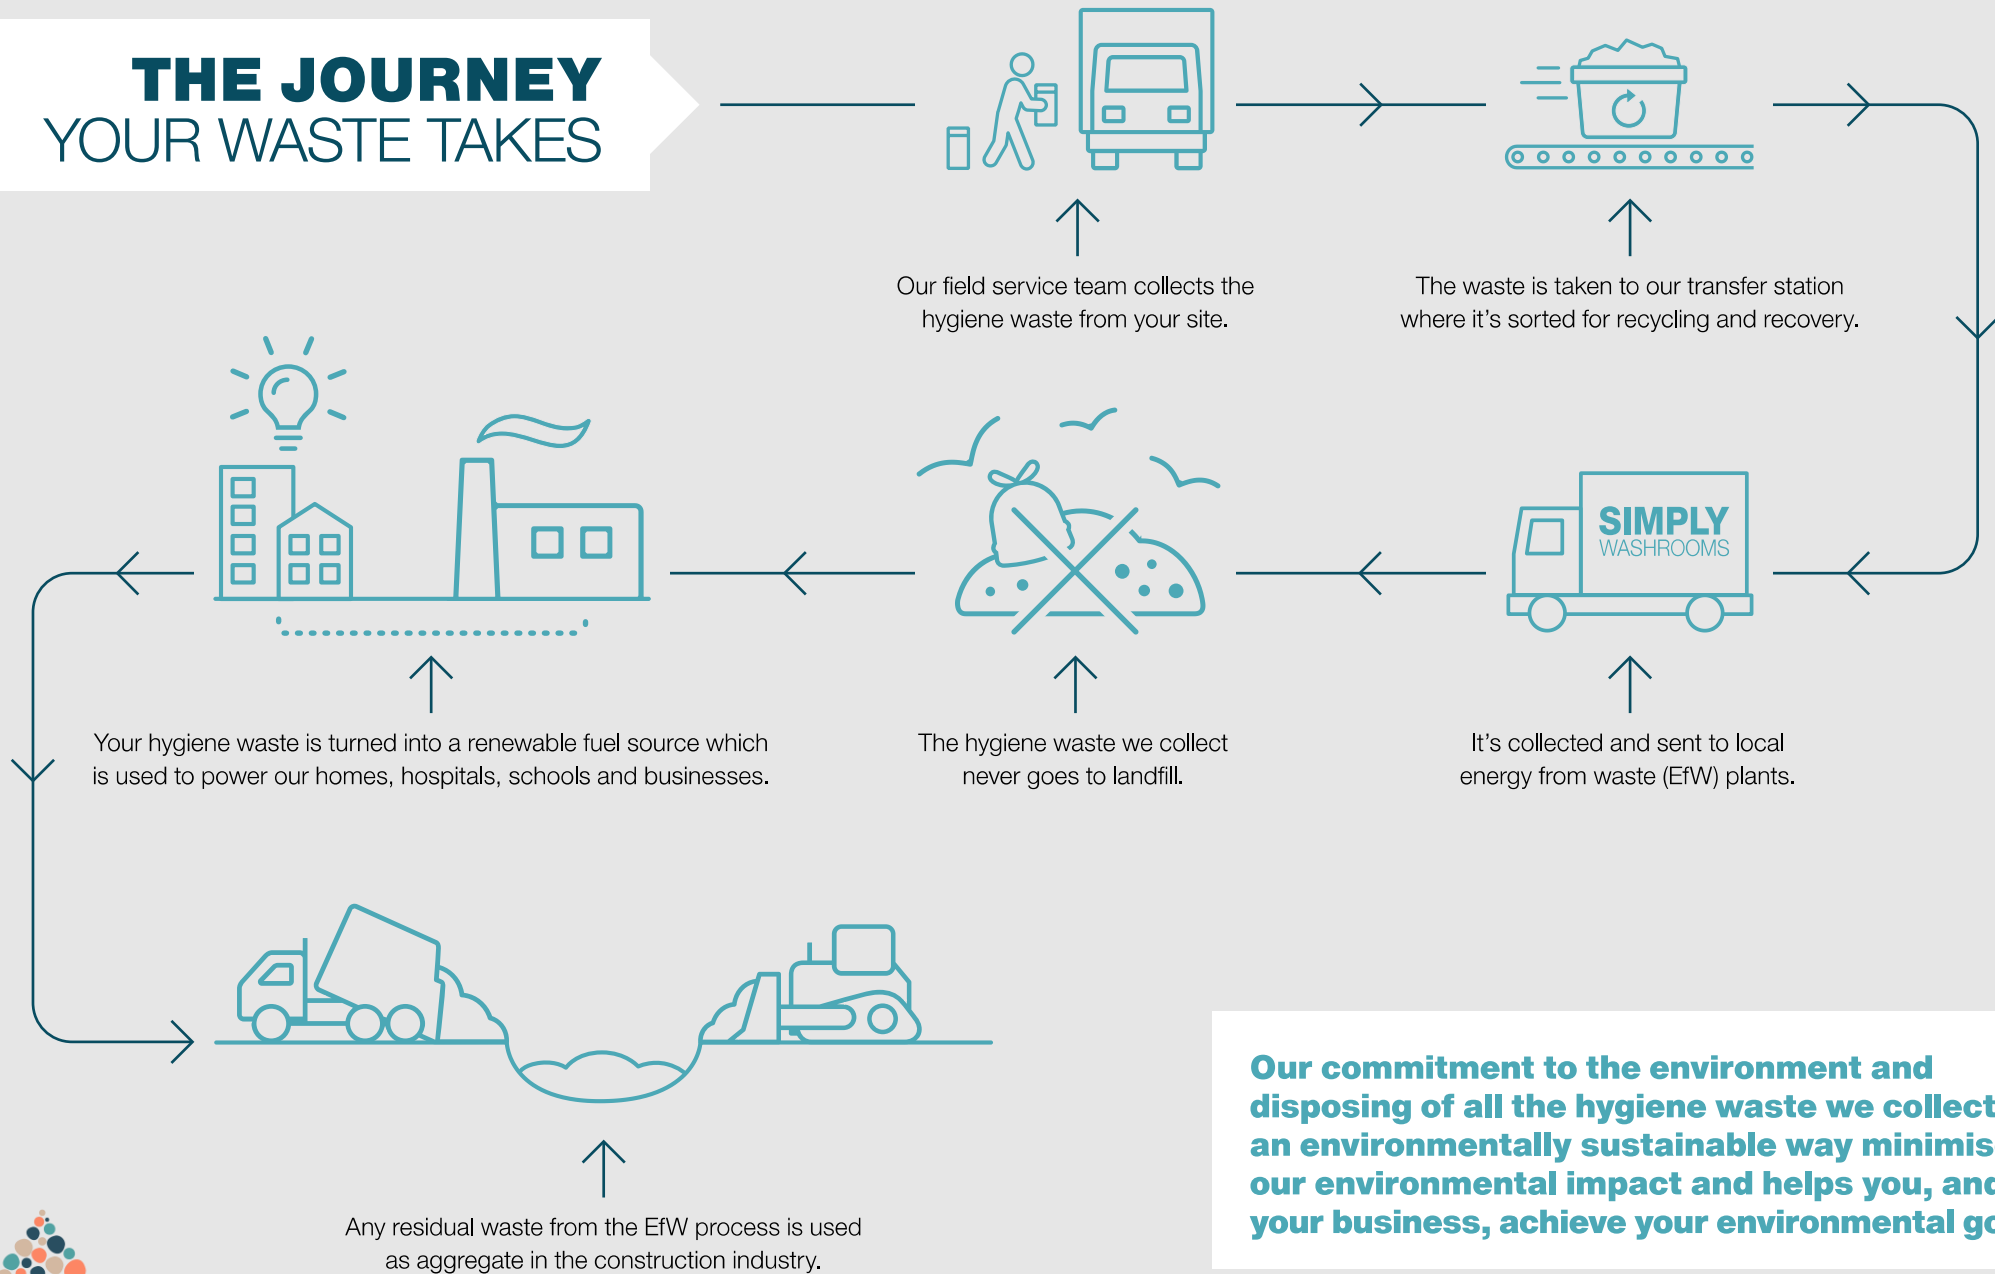 THE JOURNEY
YOUR WASTE TAKES
Our field service team collects the
hygiene waste from your site.
The waste is taken to our transfer station
where it's sorted for recycling and recovery.
SIMPLY
WASHROOMS
It's collected and sent to local
energy from waste (EfW) plants.
The hygiene waste we collect
never goes to landfill.
Your hygiene waste is turned into a renewable fuel source which
is used to power our homes, hospitals, schools and businesses.
Any residual waste from the EfW process is used
as aggregate in the construction industry.
Our commitment to the environment and
disposing of all the hygiene waste we collect
an environmentally sustainable way
our environmental impact and helps you,
your business, achieve your environmental